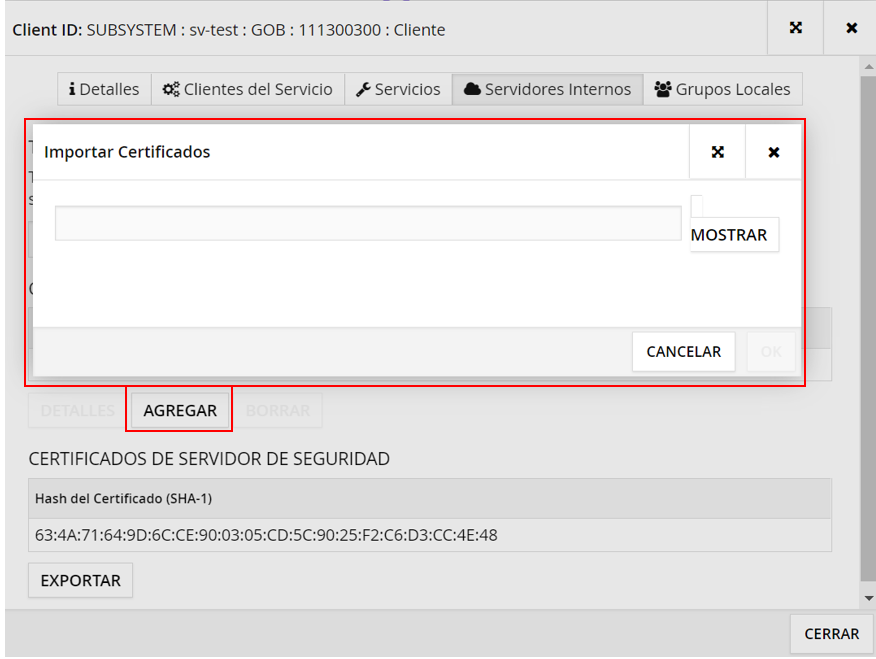 Client ID: SUBSYSTEM : sv-test : GOB : 111300300 : Cliente
Detalles Clientes del Servicio Servicios Servidores Internos Grupos Locales
Importar Certificados
MOSTRAR
CANCELAR OK
DETALLES AGREGAR BORRAR
CERTIFICADOS DE SERVIDOR DE SEGURIDAD
Hash del Certificado (SHA-1)
63:4A:71:64:9D:6C:CE:90:03:05:CD:5C:90:25:F2:C6:D3:CC:4E:48
EXPORTAR
CERRAR